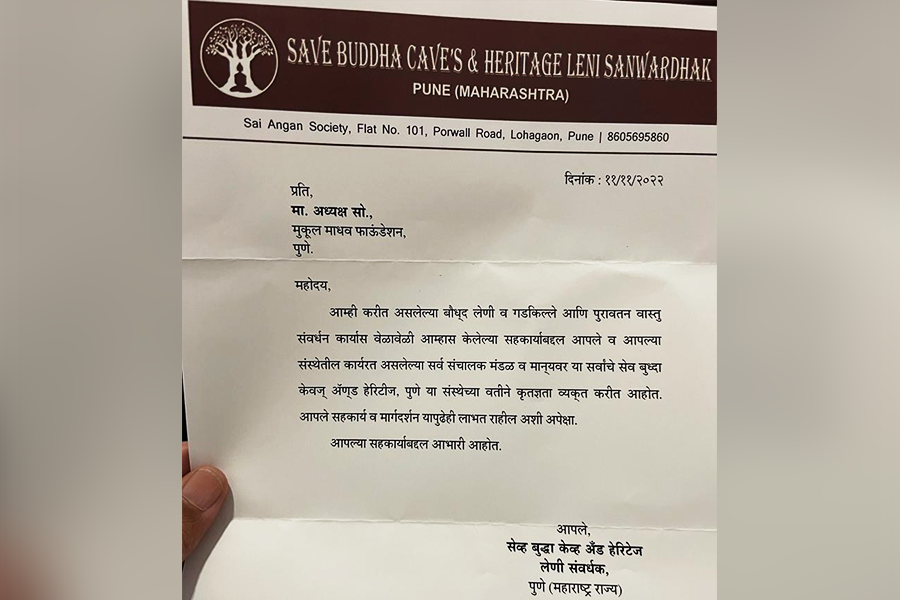 SAVE BUDDHA CAVE'S & HERITAGE LENI SANWARDHAK
PUNE (MAHARASHTRA)
Sai Angan Society, Flat No. 101, Porwall Road, Lohagaon, Pune | 8605695860
दिनांक : ११/११/२०२२
प्रति,
मा. अध्यक्ष सो.,
मुकूल माधव फाऊंडेशन,
पुणे.
महोदय,
आम्ही करीत असलेल्या बौध्द लेणी व गडकिल्ले आणि पुरावतन वास्तु
संवर्धन कार्यास वेळावेळी आम्हास केलेल्या सहकार्याबद्दल आपले व आपल्या
संस्थेतील कार्यरत असलेल्या सर्व संचालक मंडळ व मान्यवर या सर्वांचे सेव बुध्दा
केवज् ॲण्ड हेरिटीज, पुणे या संस्थेच्या वतीने कृतज्ञता व्यक्त करीत आहोत.
आपले सहकार्य व मार्गदर्शन यापुढेही लाभत राहील अशी अपेक्षा.
आपल्या सहकार्याबद्दल आभारी आहोत.
आपले,
सेव्ह बुद्धा केव्ह अँड हेरिटेज
लेणी संवर्धक,
पुणे (महाराष्ट्र राज्य)